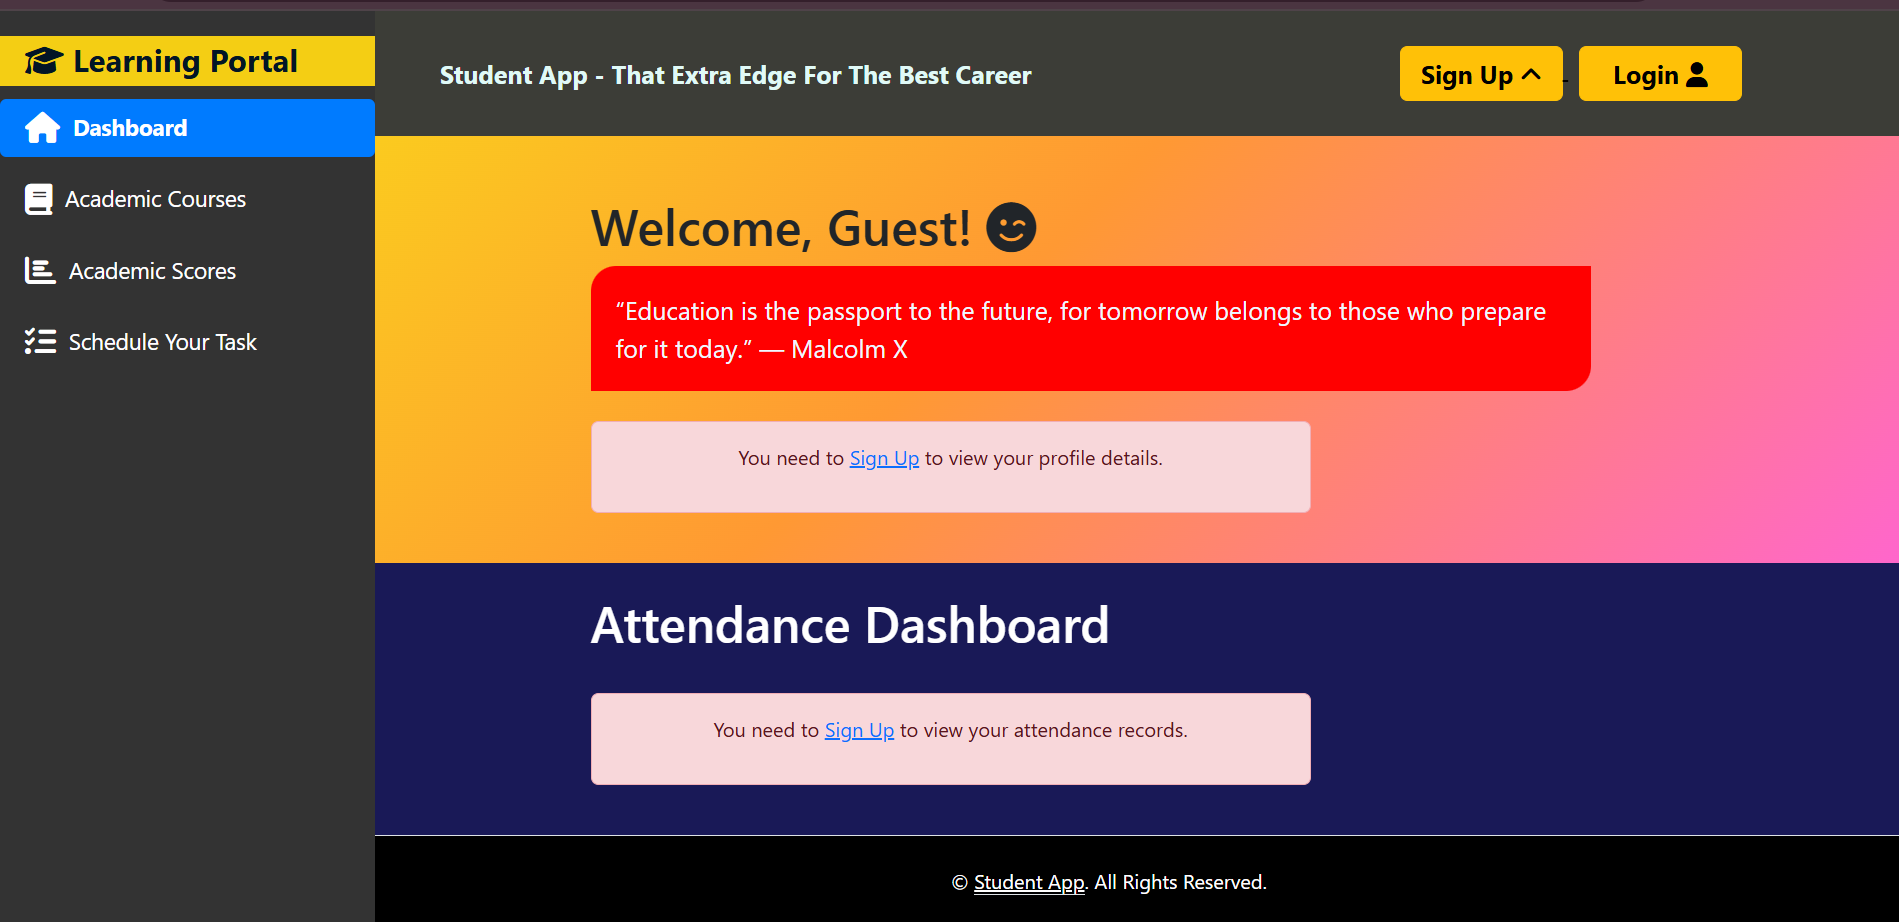 Learning Portal
Dashboard
Academic Courses
Academic Scores
Schedule Your Task
Student App - That Extra Edge For The Best Career
Sign Up
Login
Welcome, Guest!
“Education is the passport to the future, for tomorrow belongs to those who prepare
for it today.” — Malcolm X
You need to Sign Up to view your profile details.
Attendance Dashboard
You need to Sign Up to view your attendance records.
© Student App. All Rights Reserved.